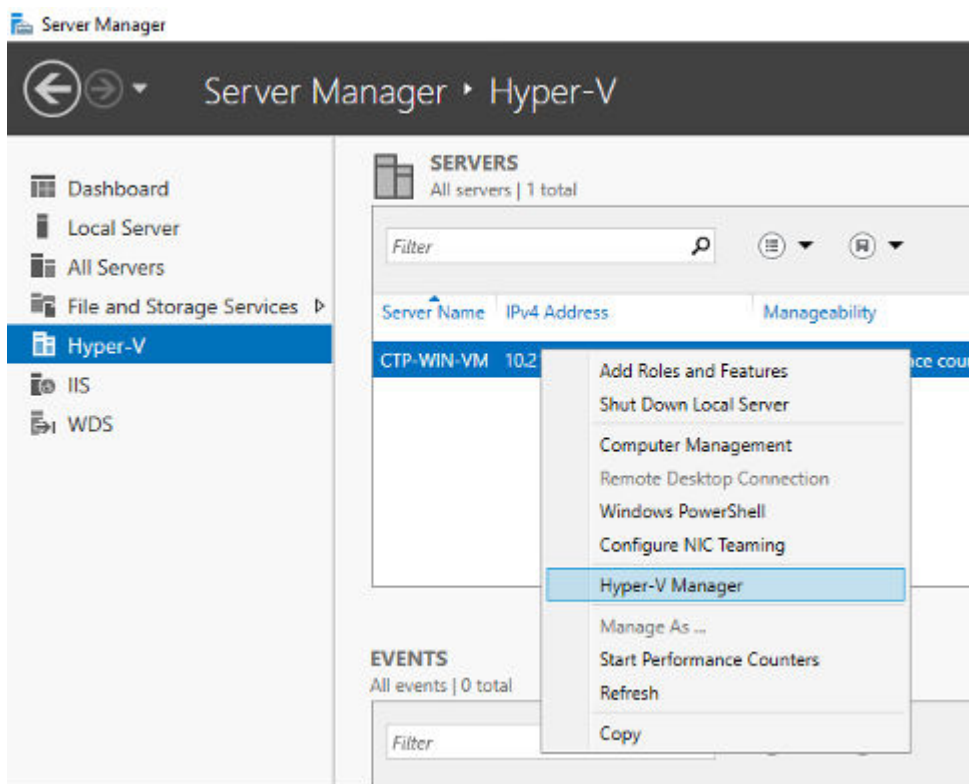 Server Manager
Server Manager Hyper-V
Dashboard
Local Server
All Servers
File and Storage Services
Hyper-V
IIS
WDS
SERVERS
All servers | 1 total
Filter
Server Name IPv4 Address Manageability
CTP-WIN-VM 10.2
Add Roles and Features
Shut Down Local Server
Computer Management
Remote Desktop Connection
Windows PowerShell
Configure NIC Teaming
Hyper-V Manager
Manage As ...
Start Performance Counters
Refresh
Copy
EVENTS
All events | 0 total
Filter